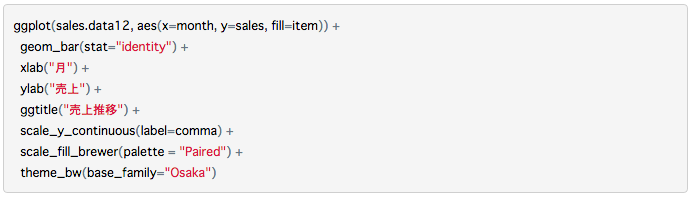 ggplot(sales.data12, aes(x=month, y=sales, fill=item)) +
  geom_bar(stat="identity") +
  xlab("月") +
  ylab("売上") +
  ggtitle("売上推移") +
  scale_y_continuous(label=comma) +
  scale_fill_brewer(palette = "Paired") +
  theme_bw(base_family="Osaka")